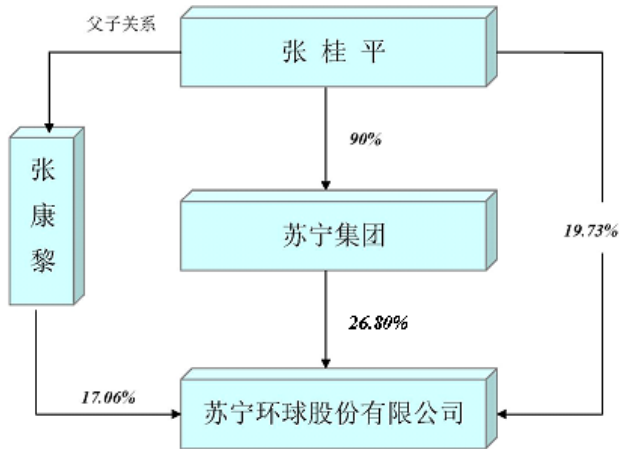 父子关系
张 桂 平
90%
张
康
黎
苏宁集团
19.73%
26.80%
17.06%
苏宁环球股份有限公司